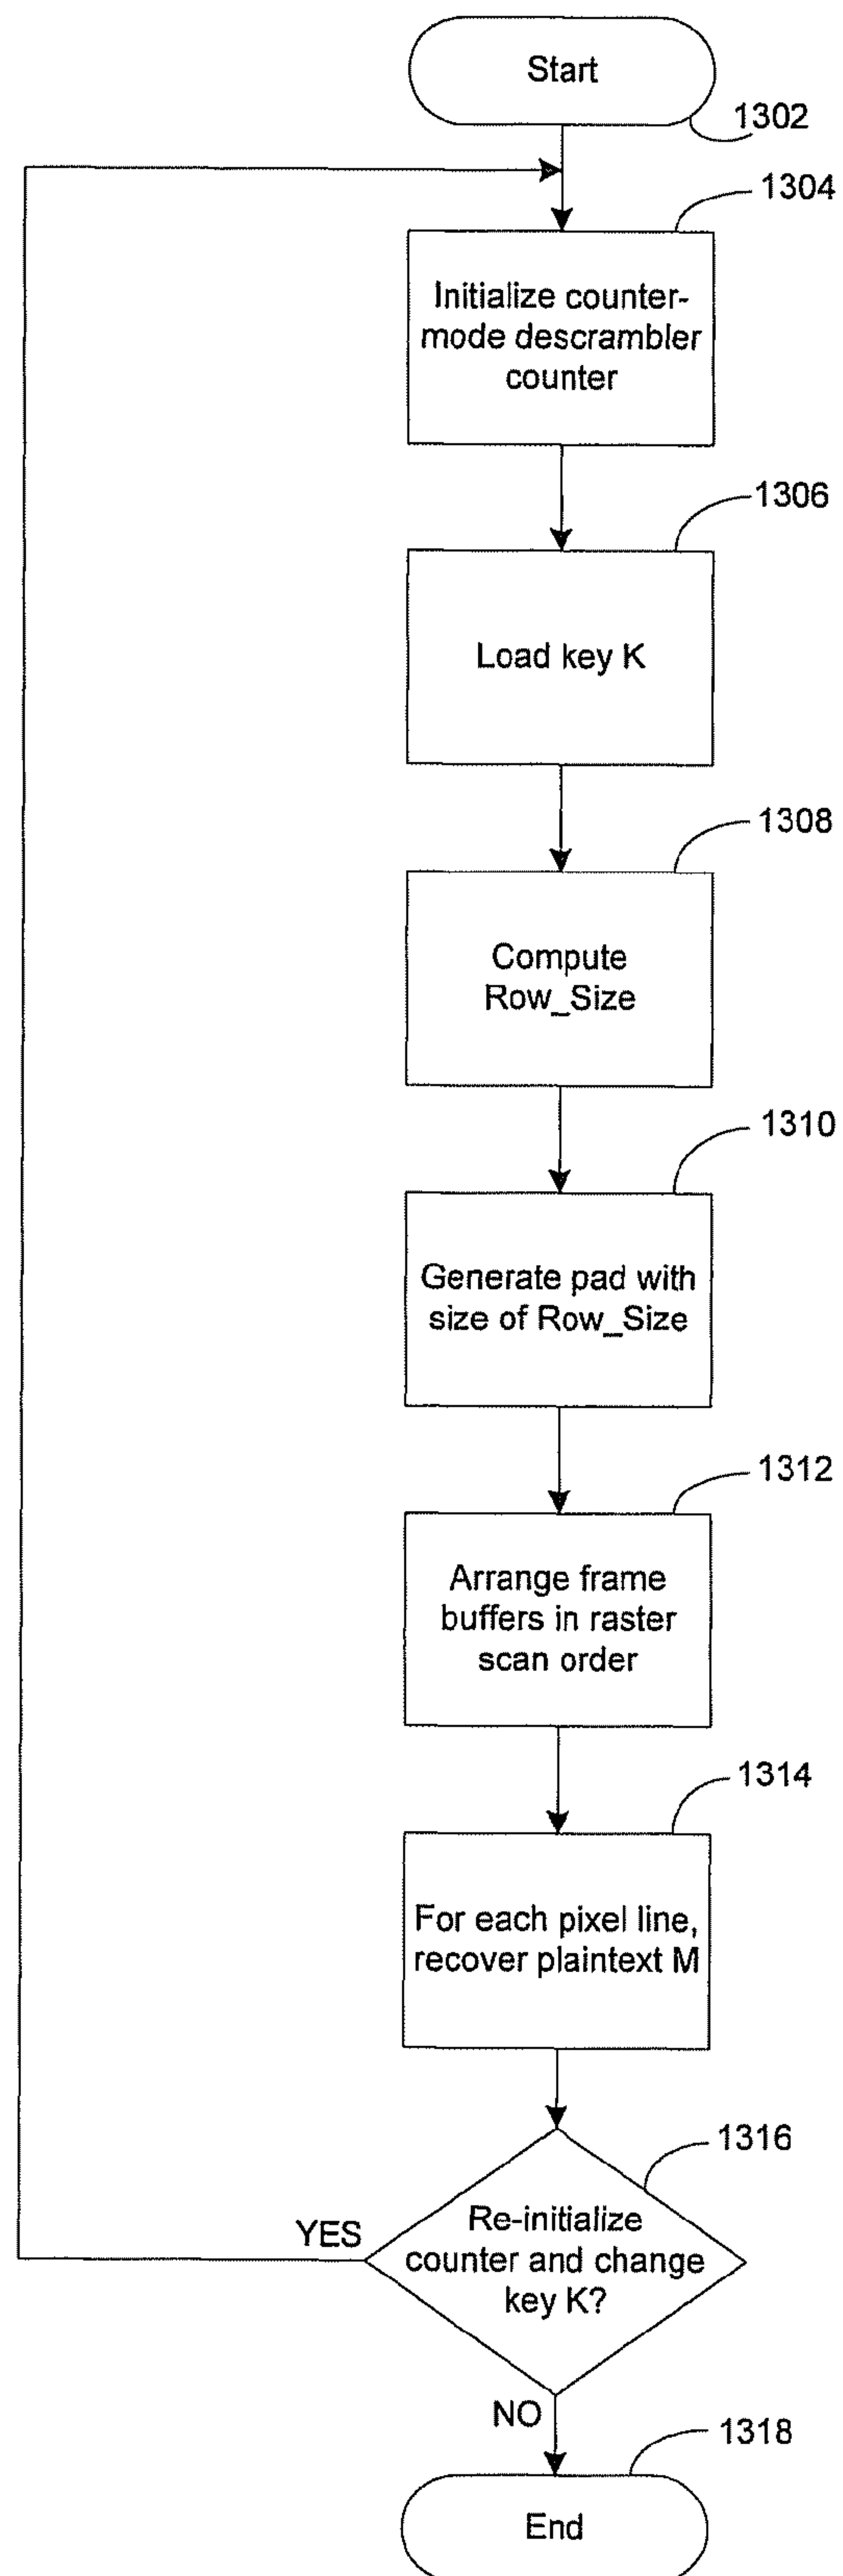 Start
1302
1304
Initialize counter-
mode descrambler
counter
1306
Load key K
1308
Compute
Row_Size
1310
Generate pad with
size of Row_Size
1312
Arrange frame
buffers in raster
scan order
1314
For each pixel line,
recover plaintext M
1316
Re-initialize
counter and change
key K?
YES
NO
1318
End